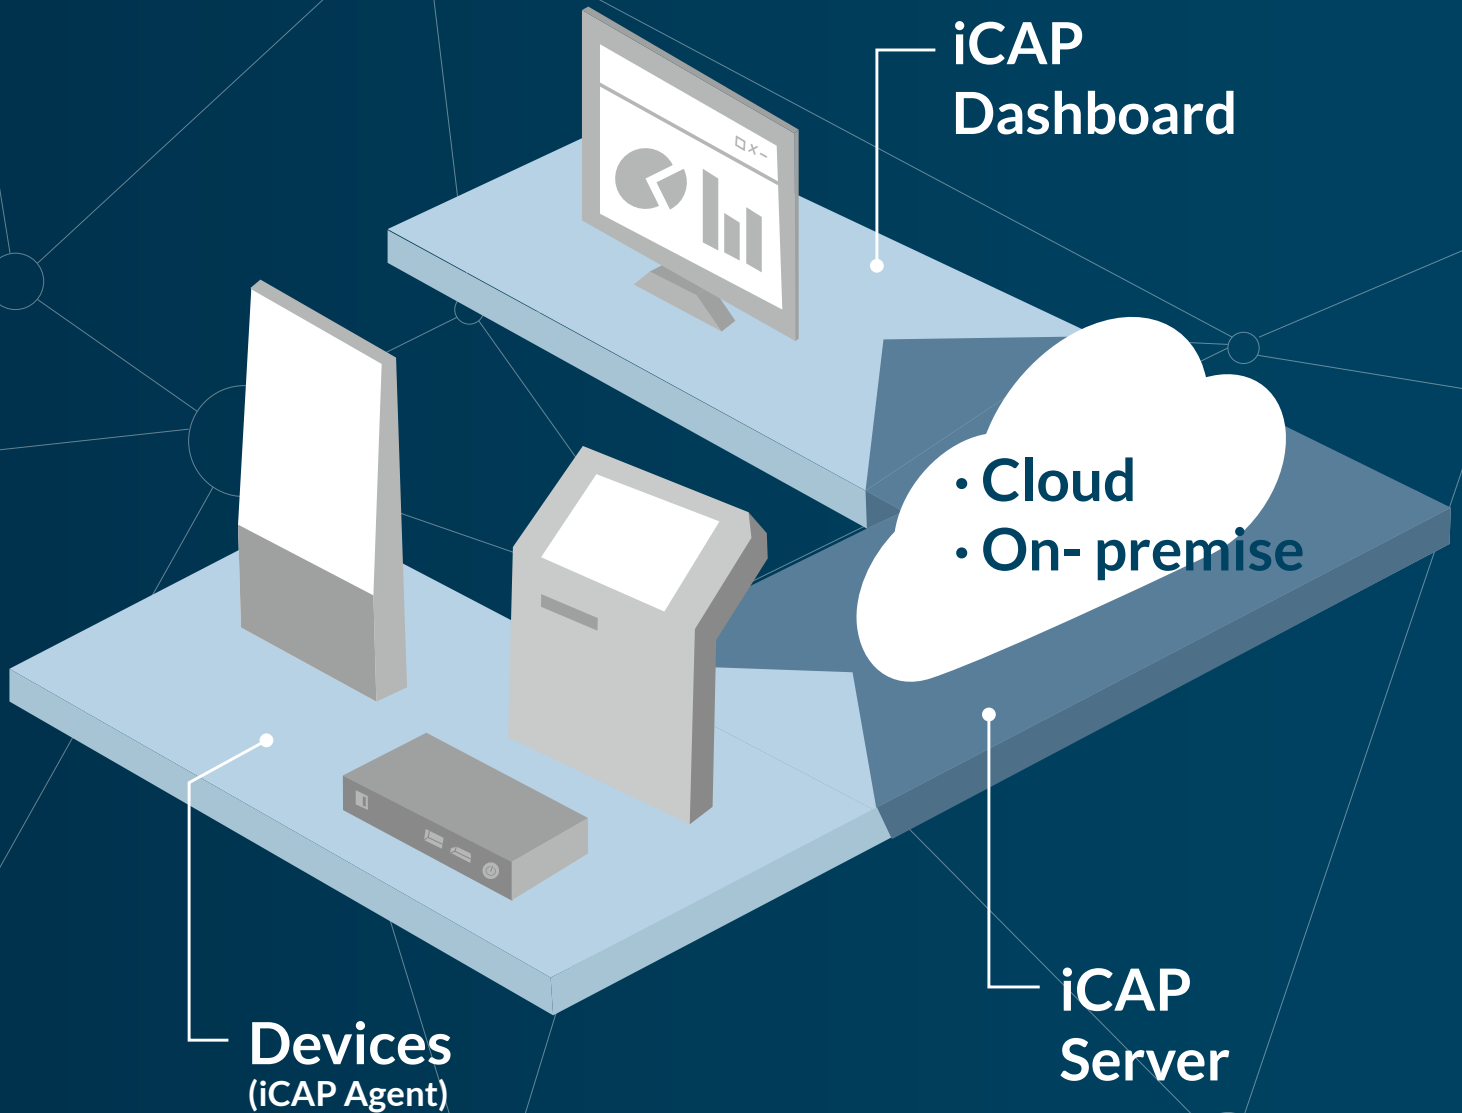 iCAP
Dashboard
· Cloud
· On- premise
iCAP
Server
Devices
(iCAP Agent)